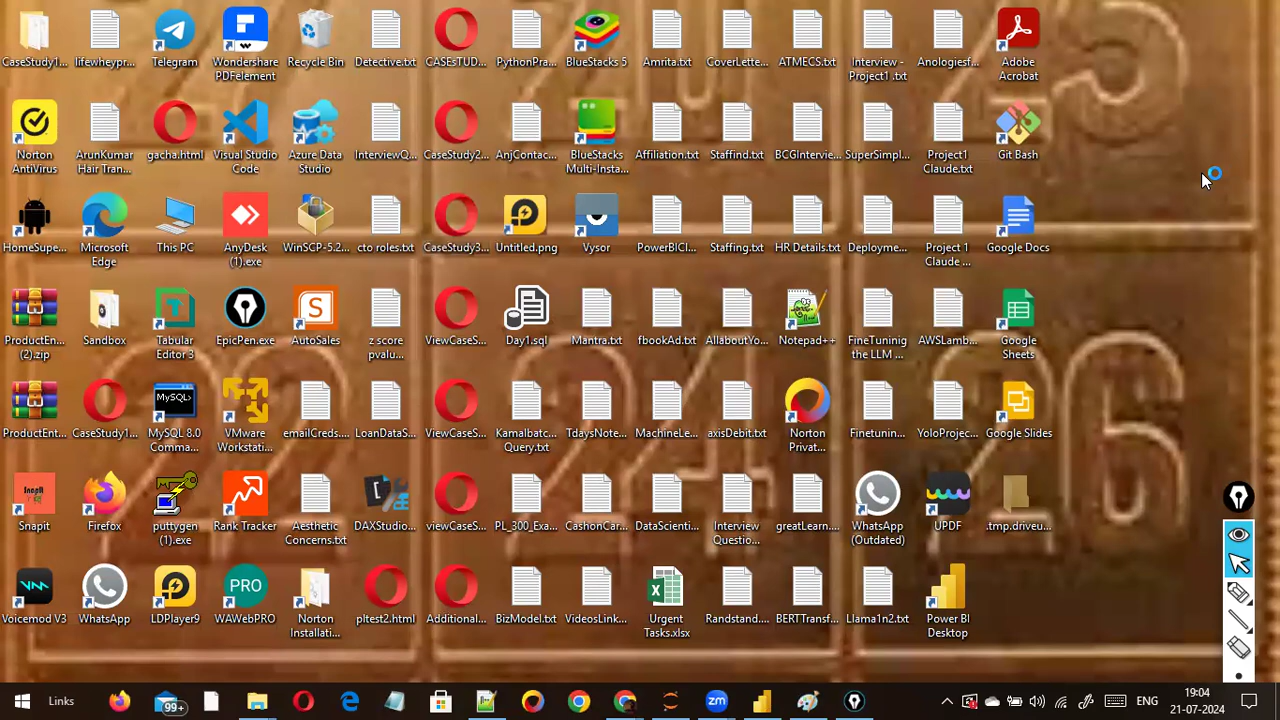 CaseStudy1... lifewheypr... Telegram Wondershare PDFelement Recycle Bin Detective.txt CASEsTUD... PythonPra... BlueStacks 5 Amrita.txt CoverLette... ATMECS.txt Interview - Project1 .txt Anologiesf... Adobe Acrobat
Norton AntiVirus ArunKumar Hair Tran... gacha.html Visual Studio Code Azure Data Studio InterviewQ... CaseStudy2... AnjContac... BlueStacks Multi-Insta... Affiliation.txt Staffind.txt BCGIntervie... SuperSimpl... Project1 Claude.txt Git Bash
HomeSupe... Microsoft Edge This PC AnyDesk (1).exe WinSCP-5.2... cto roles.txt CaseStudy3... Untitled.png Vysor PowerBICl... Staffing.txt HR Details.txt Deployme... Project 1 Claude ... Google Docs
ProductEn... (2).zip Sandbox Tabular Editor 3 EpicPen.exe AutoSales z score pvalu... ViewCaseS... Day1.sql Mantra.txt fbookAd.txt AllaboutYo... Notepad++ FineTuninig the LLM ... AWSLamb... Google Sheets
ProductEnt... CaseStudy1... MySQL 8.0 Comma... VMware Workstati... emailCreds.... LoanDataS... ViewCaseS... Kamalbatc... Query.txt TdaysNote... MachineLe... axisDebit.txt Norton Privat... Finetunin... YoloProjec... Google Slides
Snapit Firefox puttygen (1).exe Rank Tracker Aesthetic Concerns.txt DAXStudio... viewCaseS... PL_300_Exa... CashonCar... DataScienti... Interview Questio... greatLearn.... WhatsApp (Outdated) UPDF .tmp.driveu...
Voicemod V3 WhatsApp LDPlayer9 WAWebPRO Norton Installati... pltest2.html Additional... BizModel.txt VideosLink... Urgent Tasks.xlsx Randstand.... BERTTransf... Llama1n2.txt Power BI Desktop
Links 99+ ENG 19:04
21-07-2024